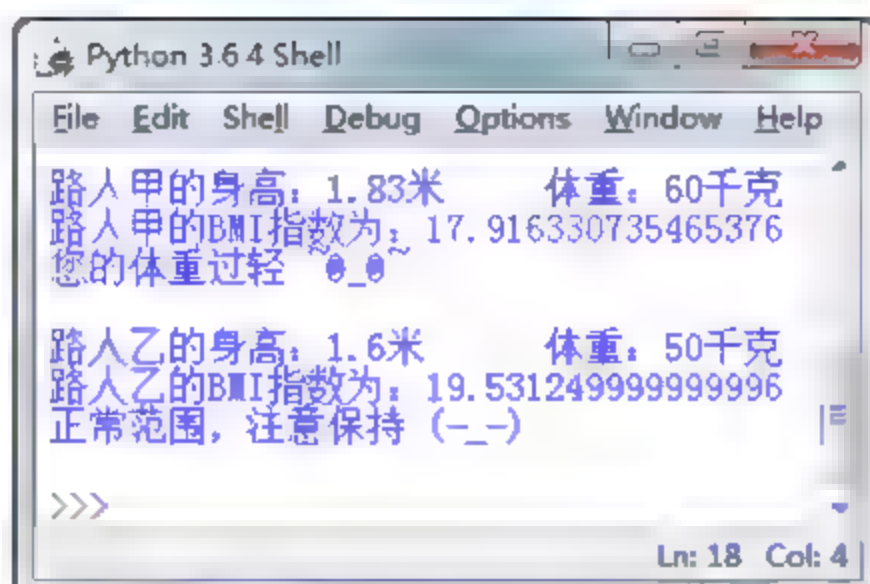 Python 3.6.4 Shell
File Edit Shell Debug Options Window Help
路人甲的身高：1.83米 体重：60千克
路人甲的BMI指数为：17.916330735465376
您的体重过轻 ~@_@~
路人乙的身高：1.6米 体重：50千克
路人乙的BMI指数为：19.531249999999996
正常范围，注意保持 (-_-)
>>>
Ln: 18 Col: 4